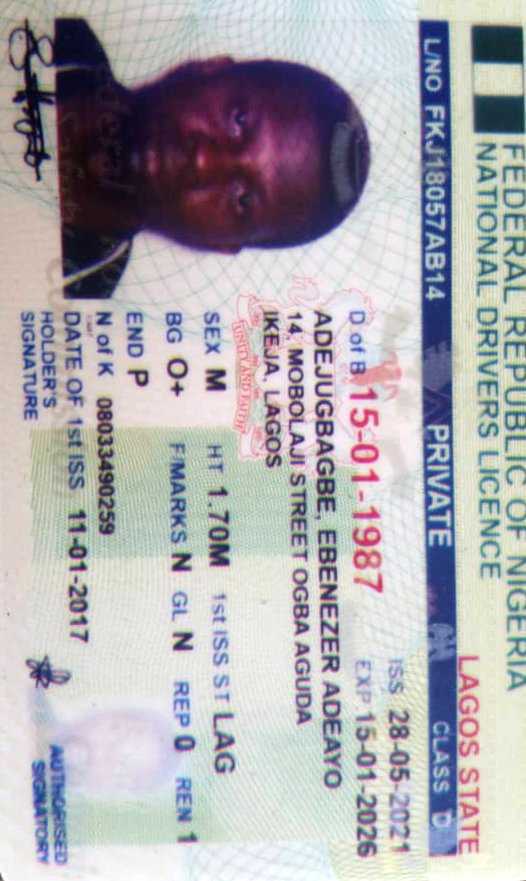 FEDERAL REPUBLIC OF NIGERIA
NATIONAL DRIVERS LICENCE
LAGOS STATE
L/NO FKJ18057AB14 PRIVATE CLASS D
ISS 28-05-2021
D of B 15-01-1987 EXP 15-01-2026
ADEJUGBAGBE, EBENEZER ADEAYO
14, MOBOLAJI STREET OGBA AGUDA
IKEJA, LAGOS
UNITY AND FAITH
SEX M HT 1.70M 1st ISS ST LAG
BG O+ F/MARKS N GL N REP 0 REN 1
END P
N of K 08033490259
DATE OF 1st ISS 11-01-2017
HOLDER'S
SIGNATURE
AUTHORISED
SIGNATORY